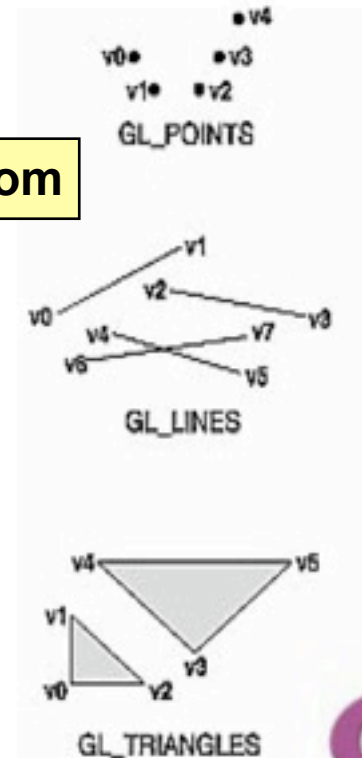 v4
v0 v3
v1 v2
GL_POINTS
om
v1
v2
v0 v3
v4 v7
v6 v5
GL_LINES
v4 v5
v1
v3
v0 v2
GL_TRIANGLES